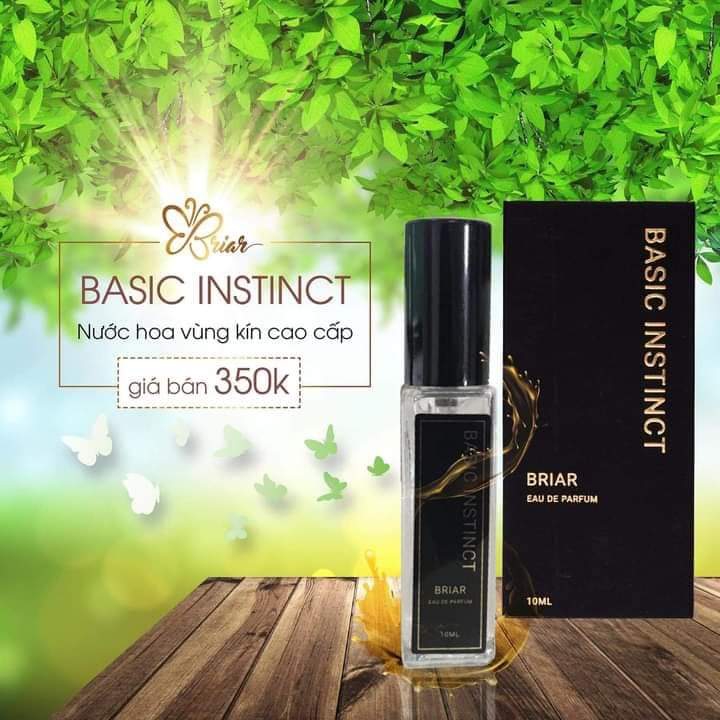 Briar
BASIC INSTINCT
Nước hoa vùng kín cao cấp
giá bán 350k
BASIC INSTINCT
BRIAR
EAU DE PARFUM
10ML
BASIC INSTINCT
BRIAR
EAU DE PARFUM
10ML